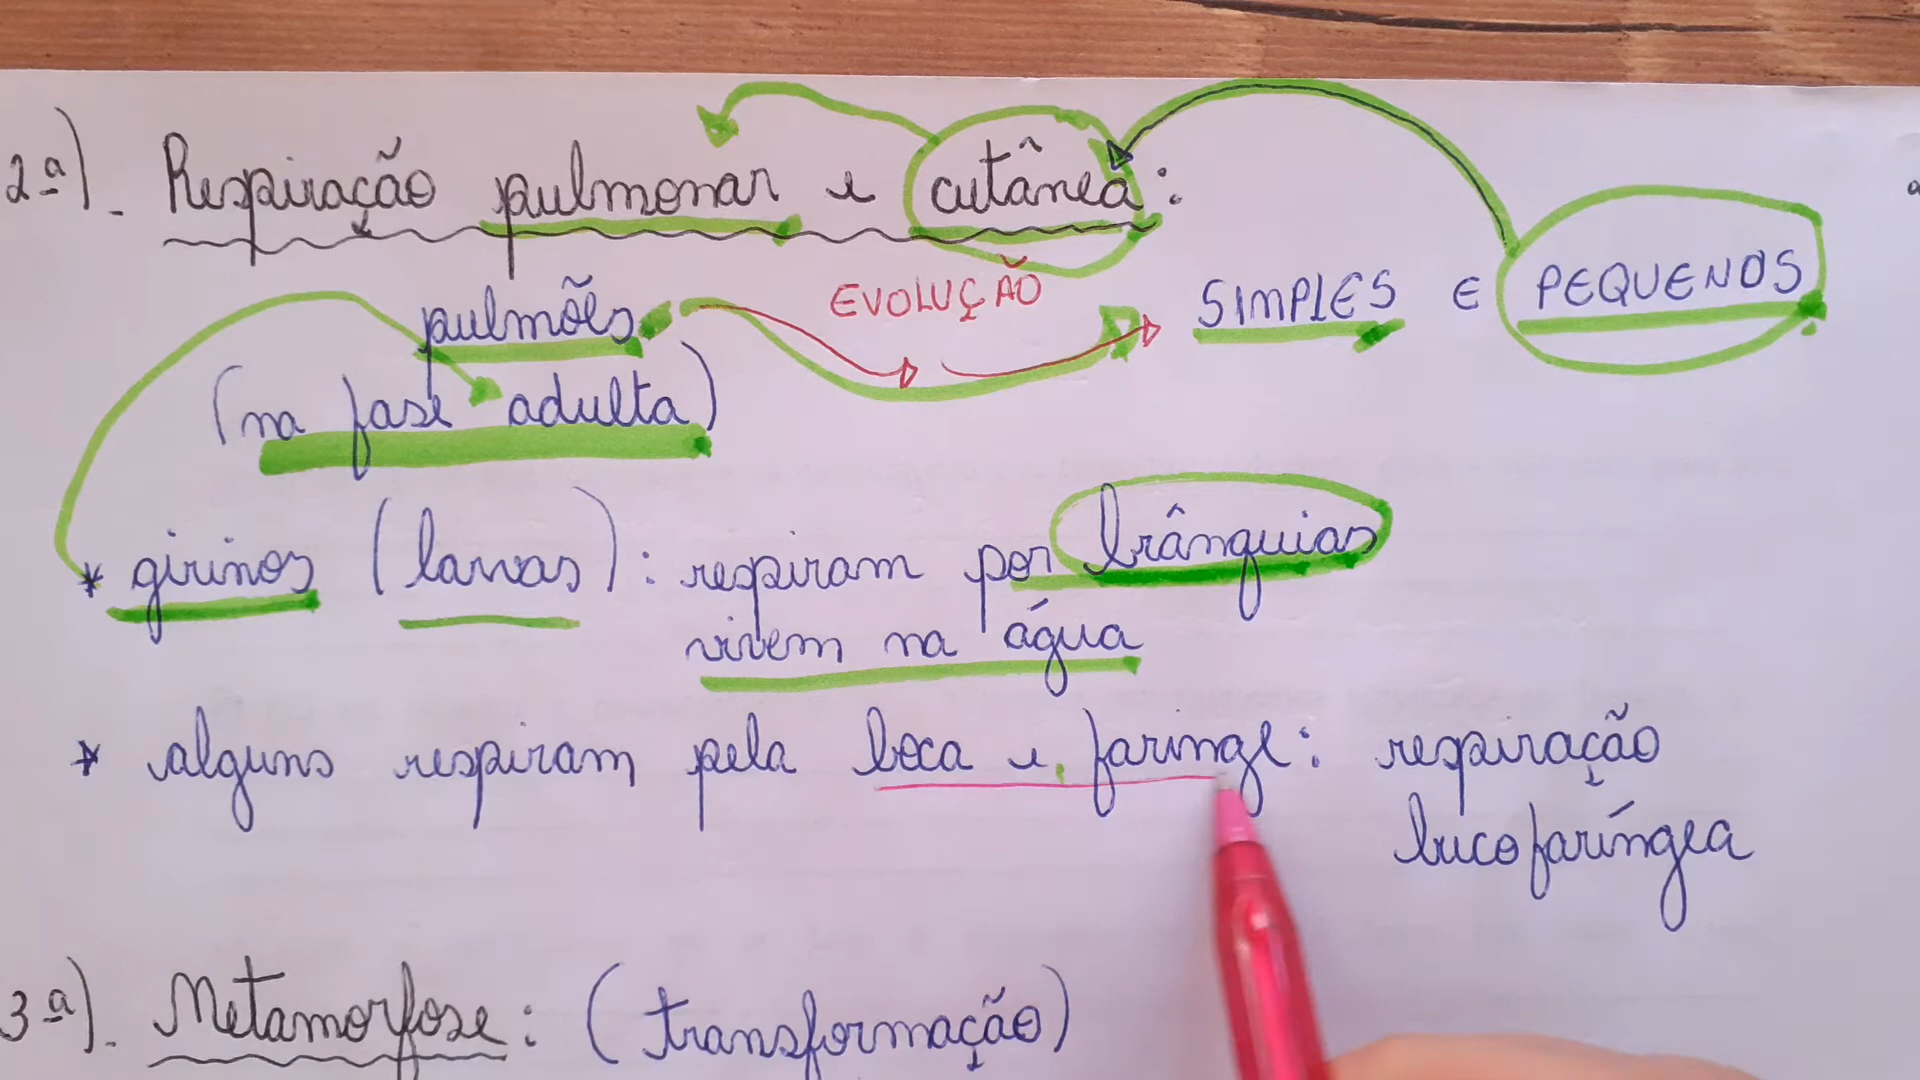 2ª). Respiração pulmonar e cutânea:
pulmões EVOLUÇÃO SIMPLES E PEQUENOS
(na fase adulta)
* girinos (larvas): respiram por brânquias
vivem na água
* alguns respiram pela boca e faringe: respiração
bucofaríngea
3ª). Metamorfose: (transformação)